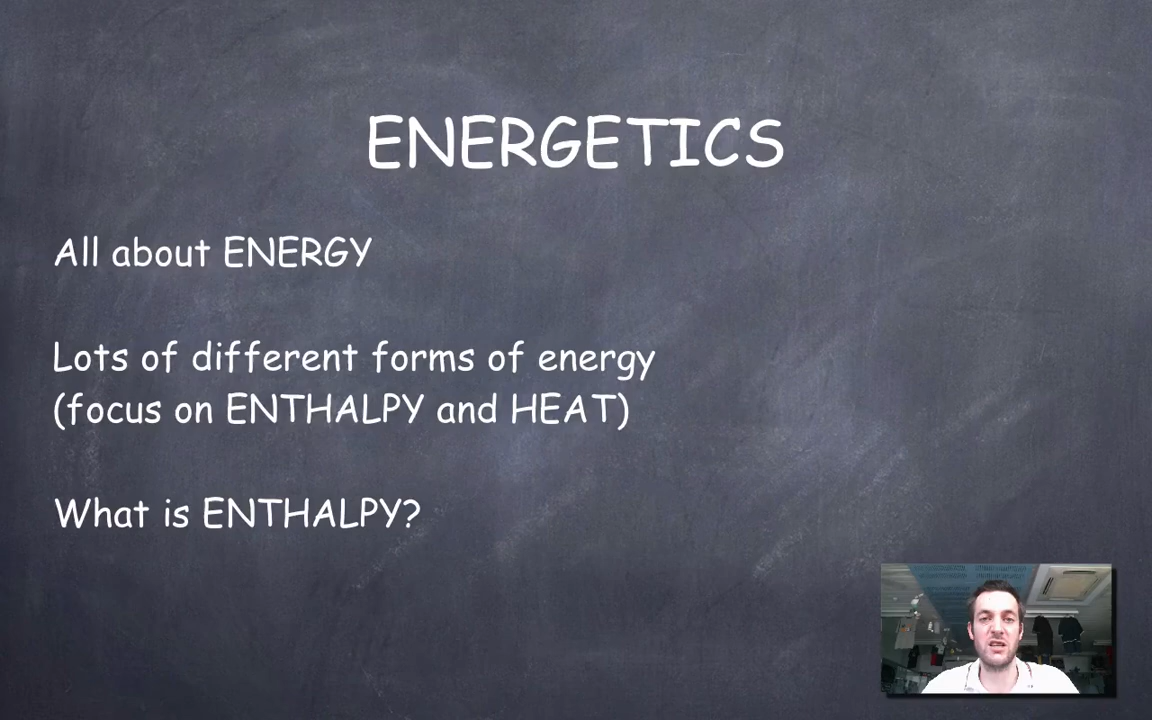 ENERGETICS
All about ENERGY
Lots of different forms of energy
(focus on ENTHALPY and HEAT)
What is ENTHALPY?